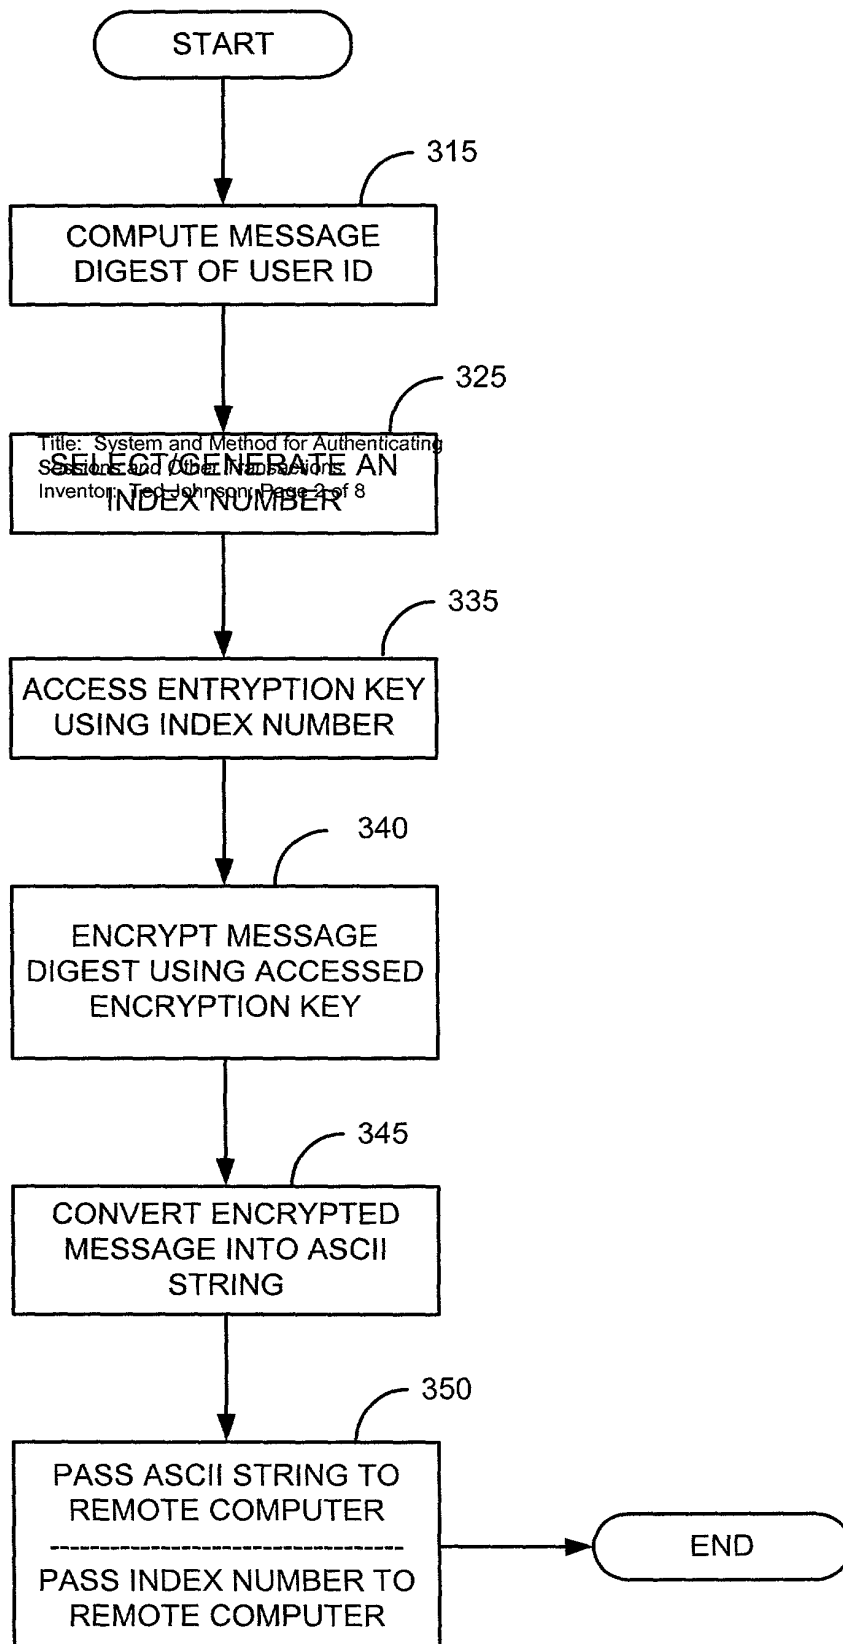 START
315
COMPUTE MESSAGE
DIGEST OF USER ID
325
Title: System and Method for Authenticating
SELECT/GENERATE AN
Sessions and Other Transactions
Inventor: Ted Johnson; Page 2 of 8
INDEX NUMBER
335
ACCESS ENTRYPTION KEY
USING INDEX NUMBER
340
ENCRYPT MESSAGE
DIGEST USING ACCESSED
ENCRYPTION KEY
345
CONVERT ENCRYPTED
MESSAGE INTO ASCII
STRING
350
PASS ASCII STRING TO
REMOTE COMPUTER
PASS INDEX NUMBER TO
REMOTE COMPUTER
END